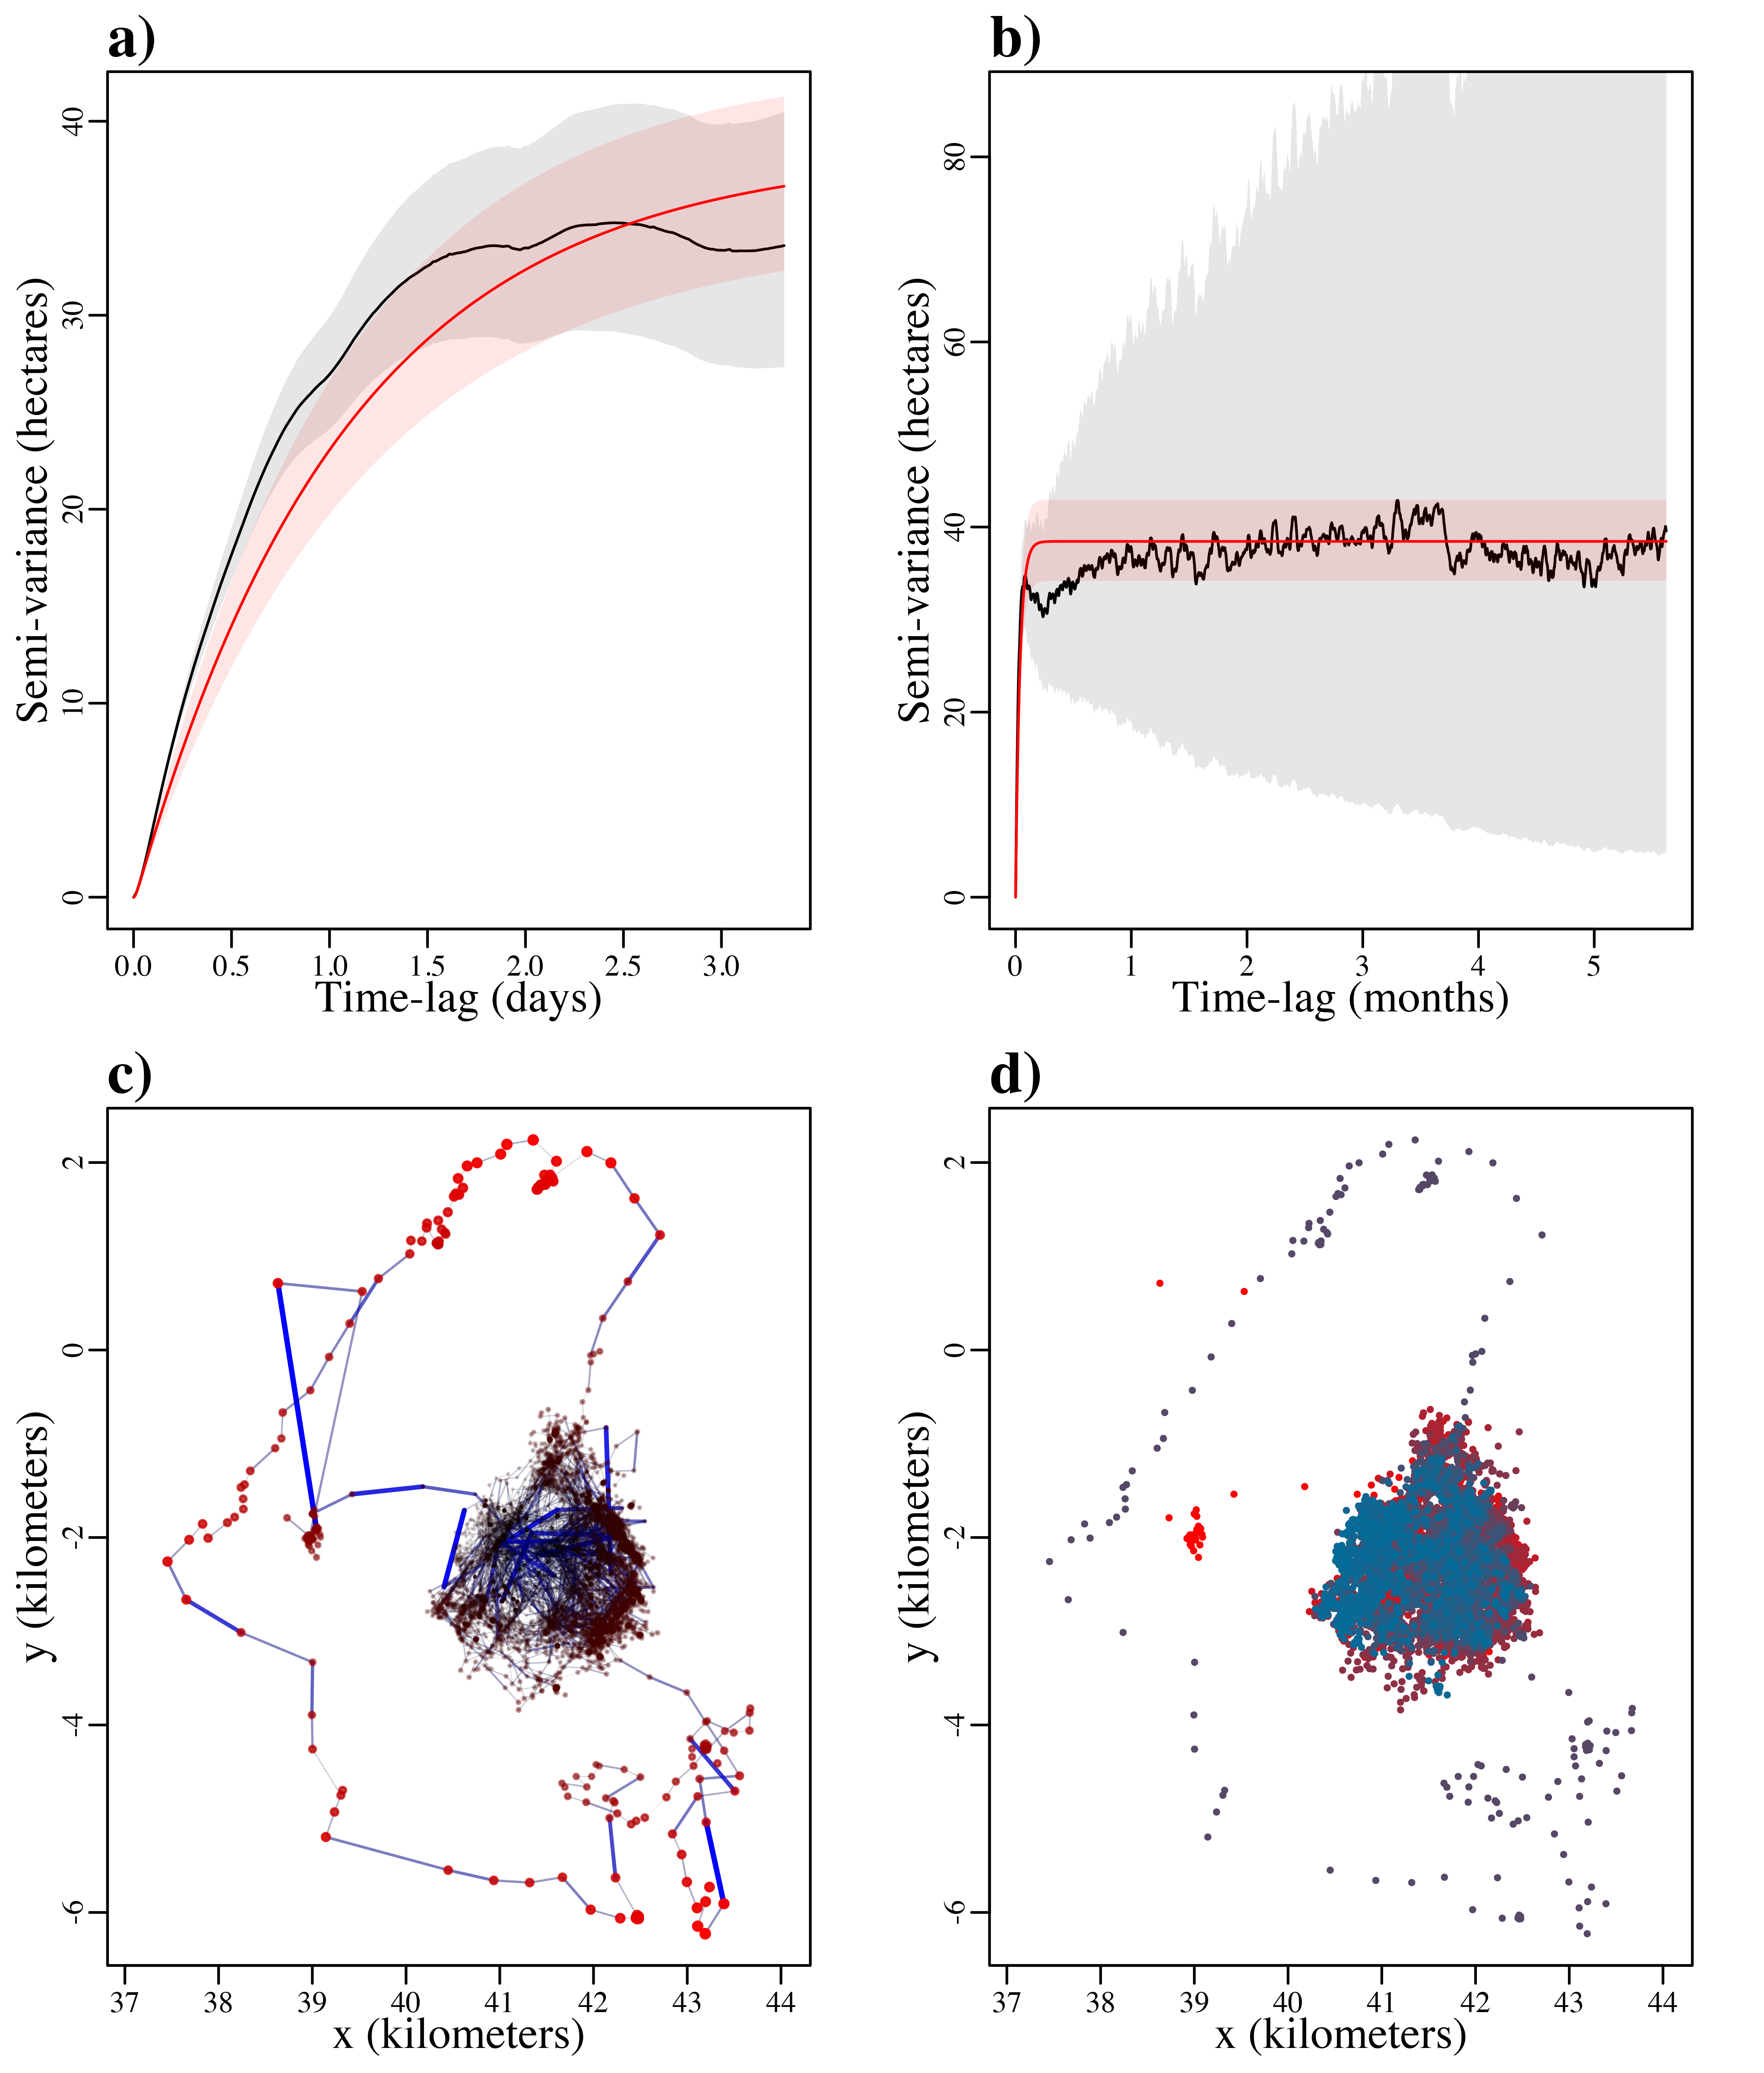 a)
Semi-variance (hectares)
40
30
20
10
0
0.0 0.5 1.0 1.5 2.0 2.5 3.0
Time-lag (days)
b)
Semi-variance (hectares)
80
60
40
20
0
0 1 2 3 4 5
Time-lag (months)
c)
y (kilometers)
2
0
-2
-4
-6
37 38 39 40 41 42 43 44
x (kilometers)
d)
y (kilometers)
2
0
-2
-4
-6
37 38 39 40 41 42 43 44
x (kilometers)